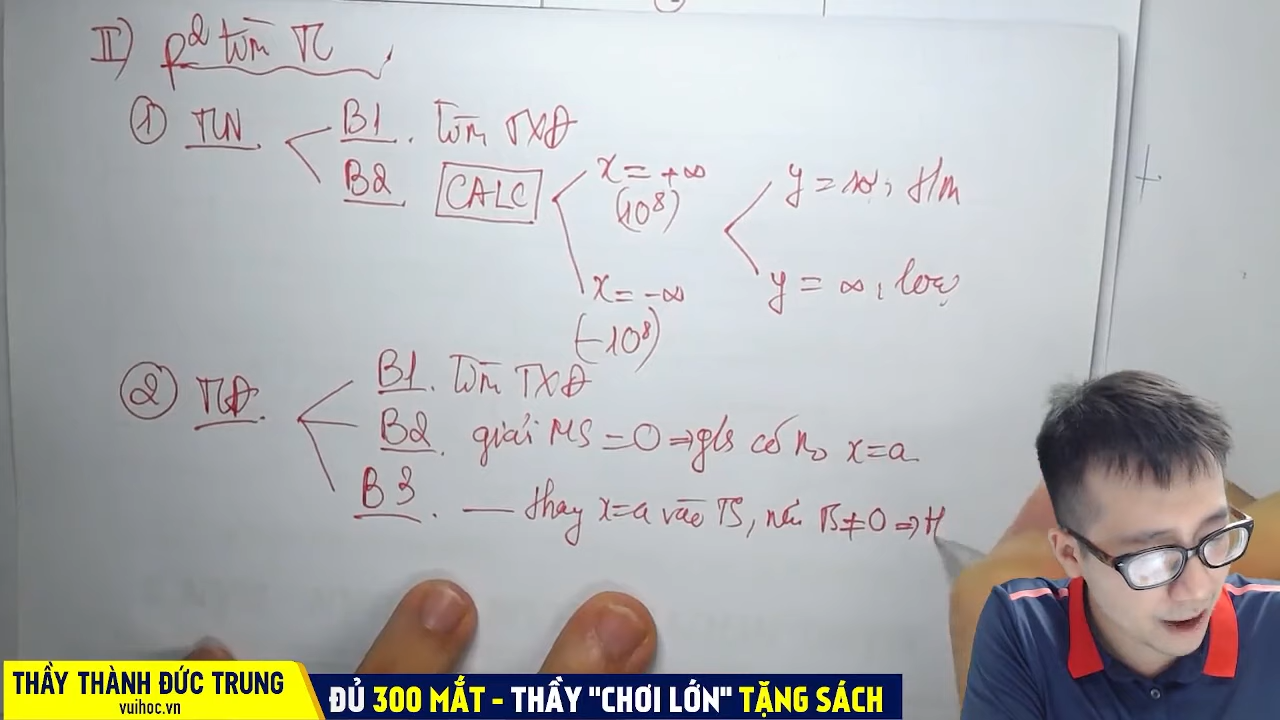 II) P² tìm TC
① TCN
B1. Tìm TXĐ
B2. CALC
x = +∞
(10⁸)
y = số, t/m
x = -∞
(-10⁸)
y = ∞, loại
② TCĐ.
B1. Tìm TXĐ
B2. giải MS = 0 ⇒ gls có no x = a
B3. — thay x = a vào TS, nếu TS ≠ 0 ⇒ t
THẦY THÀNH ĐỨC TRUNG
vuihoc.vn
ĐỦ 300 MẮT - THẦY "CHƠI LỚN" TẶNG SÁCH